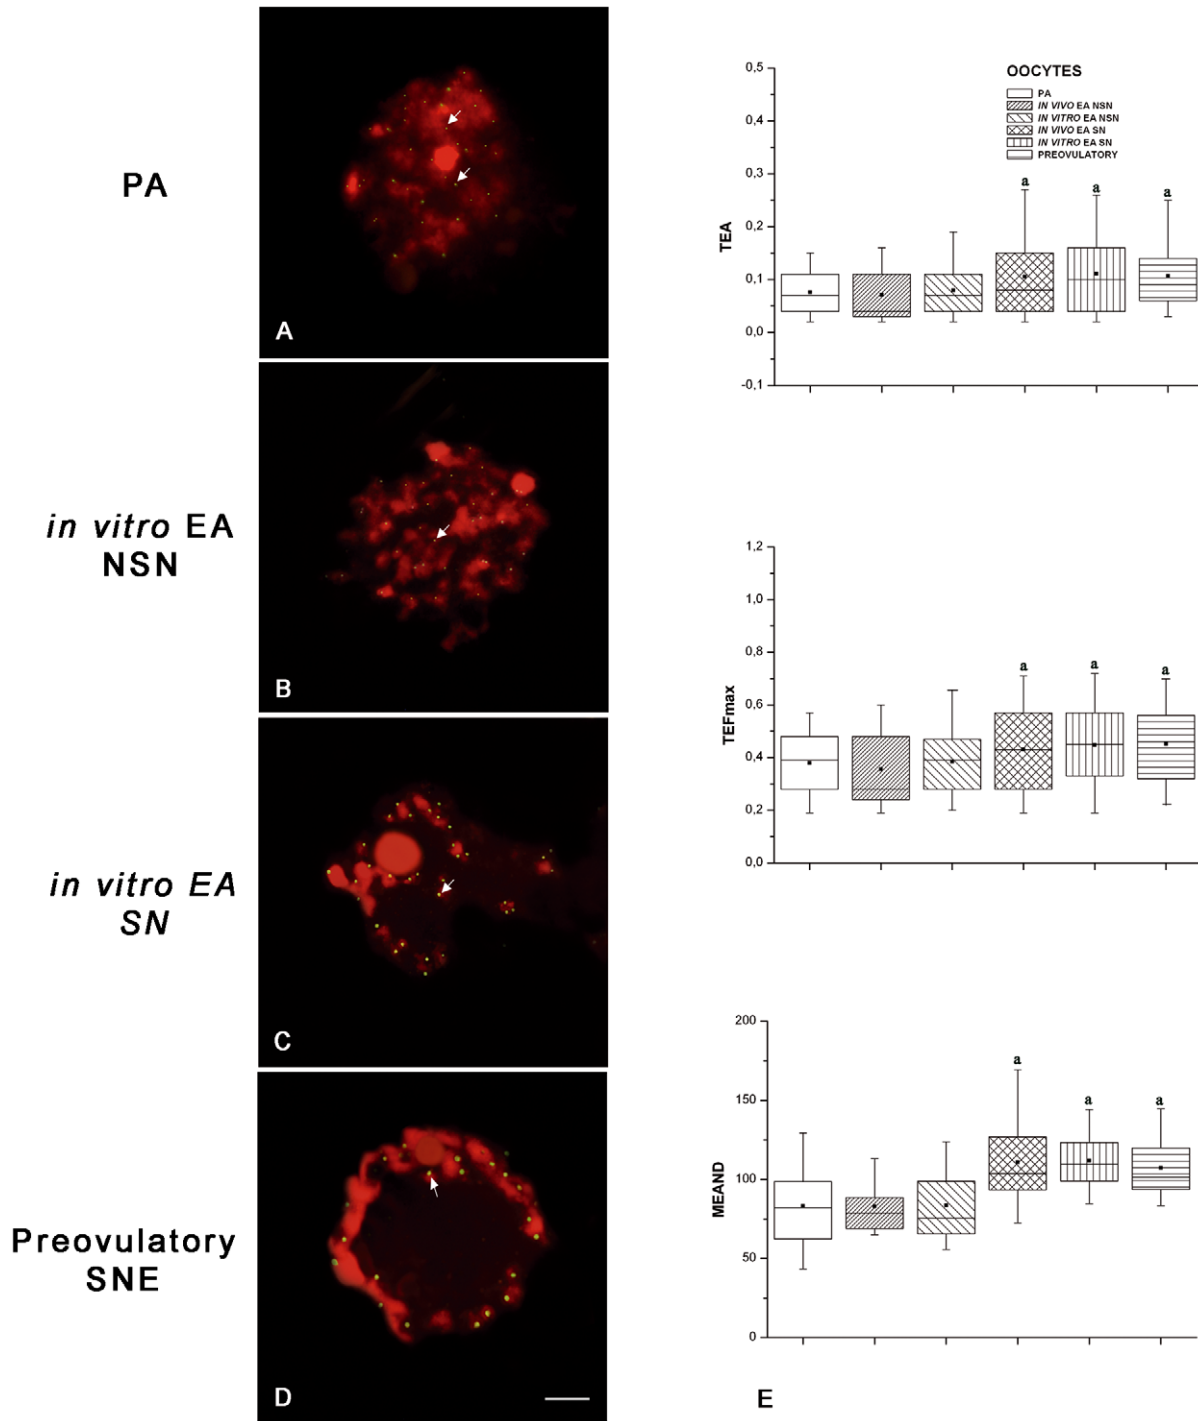 PA
A
in vitro EA
NSN
B
in vitro EA
SN
C
Preovulatory
SNE
D
OOCYTES
PA
IN VIVO EA NSN
IN VITRO EA NSN
IN VIVO EA SN
IN VITRO EA SN
PREOVULATORY
TEA
0,5
0,4
0,3
0,2
0,1
0,0
-0,1
a
a
a
TEFmax
1,2
1,0
0,8
0,6
0,4
0,2
0,0
a
a
a
MEAND
200
150
100
50
0
a
a
a
E